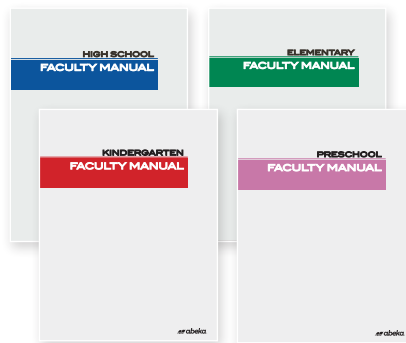 HIGH SCHOOL
FACULTY MANUAL
ELEMENTARY
FACULTY MANUAL
KINDERGARTEN
FACULTY MANUAL
PRESCHOOL
FACULTY MANUAL
abeka
abeka